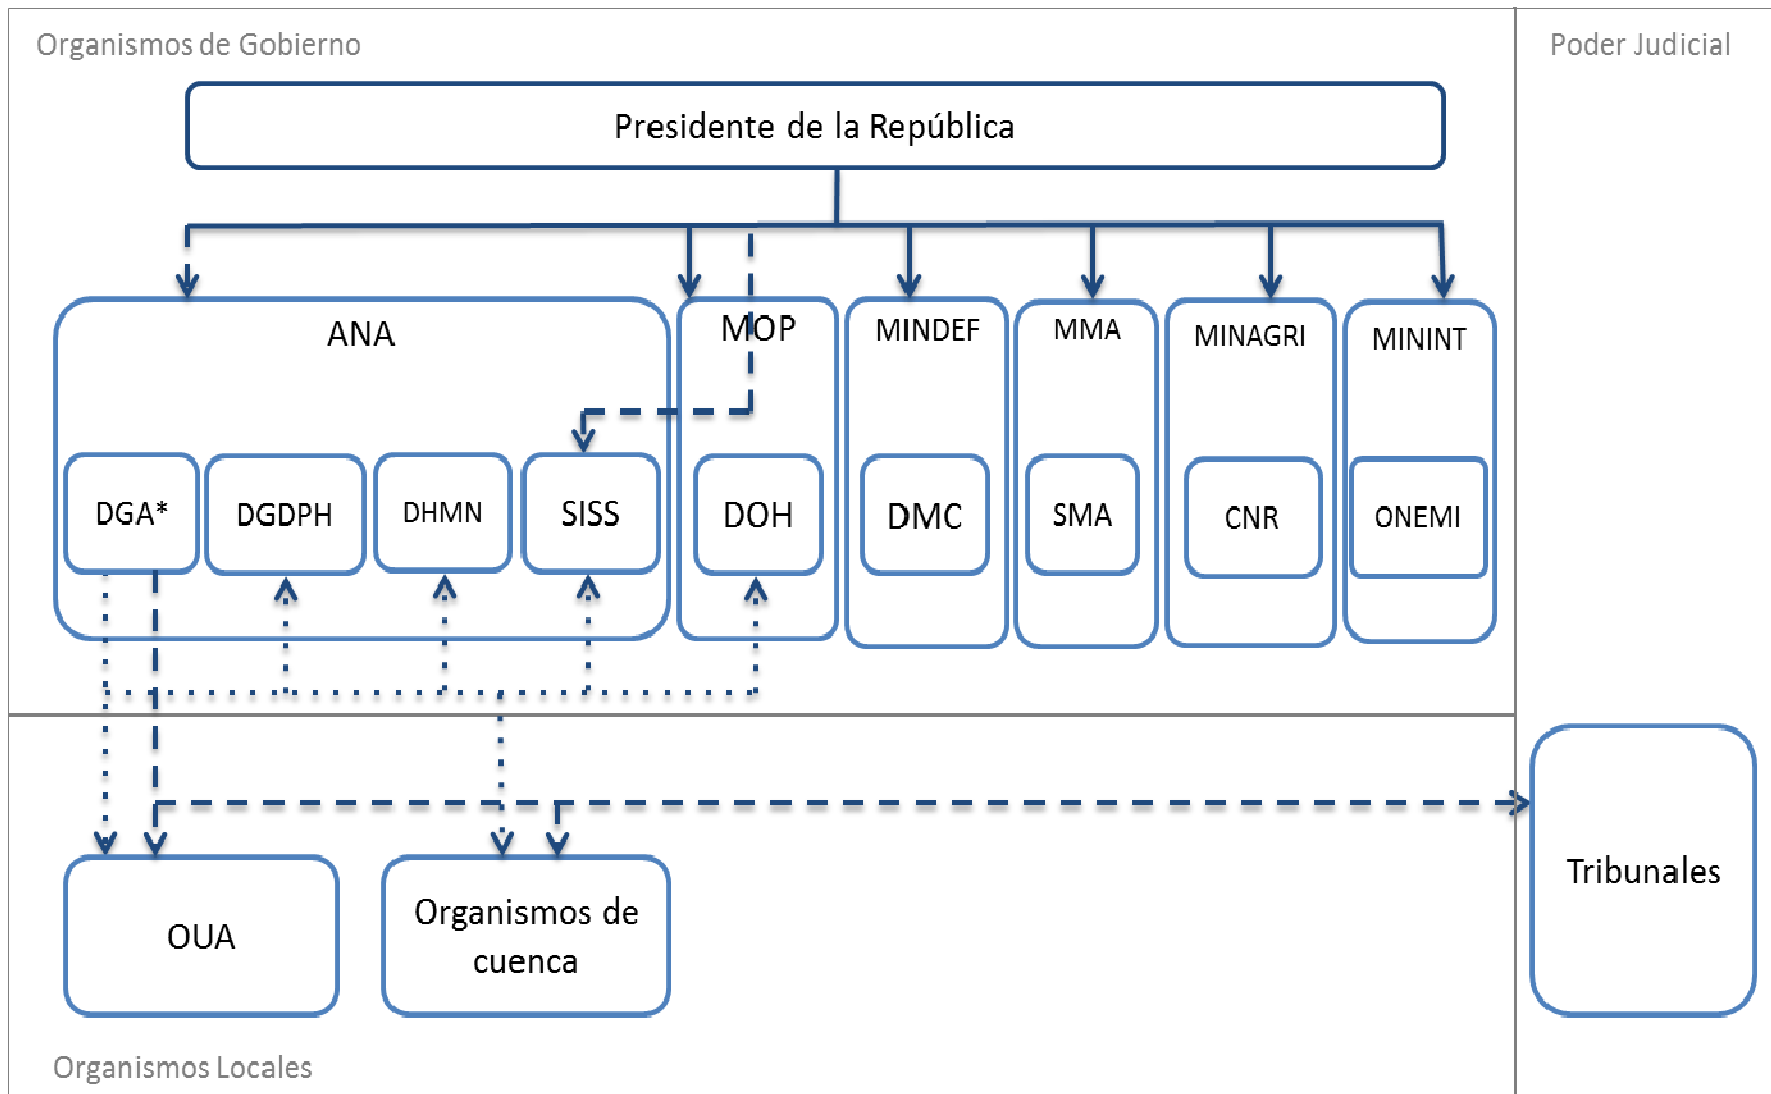 Organismos de Gobierno
Poder Judicial
Presidente de la República
ANA
MOP
MINDEF
MMA
MINAGRI
MININT
DGA*
DGDPH
DHMN
SISS
DOH
DMC
SMA
CNR
ONEMI
OUA
Organismos de
cuenca
Tribunales
Organismos Locales